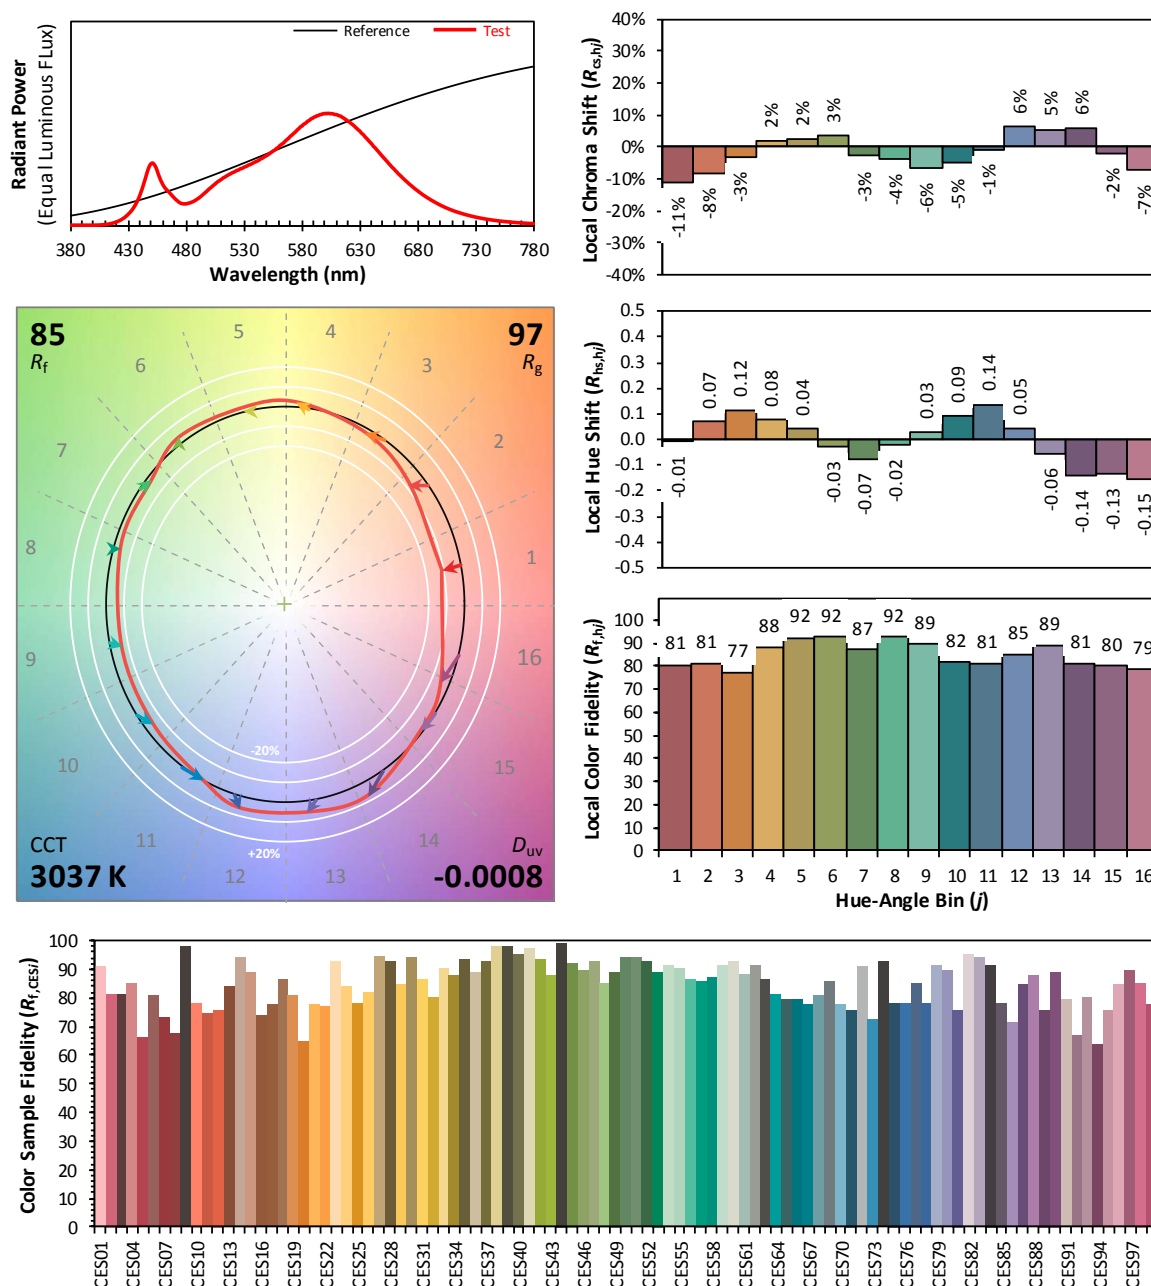 Radiant Power
(Equal Luminous FLux)
Reference
Test
380 430 480 530 580 630 680 730 780
Wavelength (nm)
Local Chroma Shift (Rcs,hj)
40%
30%
20%
10%
0%
-10%
-20%
-30%
-40%
-11%
-8%
-3%
2%
2%
3%
-3%
-4%
-6%
-5%
-1%
6%
5%
6%
-2%
-7%
85
Rf
97
Rg
5
4
6
3
7
2
8
1
9
16
10
15
11
14
12
13
-20%
+20%
CCT
3037 K
Duv
-0.0008
Local Hue Shift (Rhs,hj)
0.5
0.4
0.3
0.2
0.1
0.0
-0.1
-0.2
-0.3
-0.4
-0.5
-0.01
0.07
0.12
0.08
0.04
-0.03
-0.07
-0.02
0.03
0.09
0.14
0.05
-0.06
-0.14
-0.13
-0.15
Local Color Fidelity (Rf,hj)
100
90
80
70
60
50
40
30
20
10
0
81 81 77 88 92 92 87 92 89 82 81 85 89 81 80 79
1 2 3 4 5 6 7 8 9 10 11 12 13 14 15 16
Hue-Angle Bin (j)
Color Sample Fidelity (Rf,CESi)
100
90
80
70
60
50
40
30
20
10
0
CES01
CES04
CES07
CES10
CES13
CES16
CES19
CES22
CES25
CES28
CES31
CES34
CES37
CES40
CES43
CES46
CES49
CES52
CES55
CES58
CES61
CES64
CES67
CES70
CES73
CES76
CES79
CES82
CES85
CES88
CES91
CES94
CES97